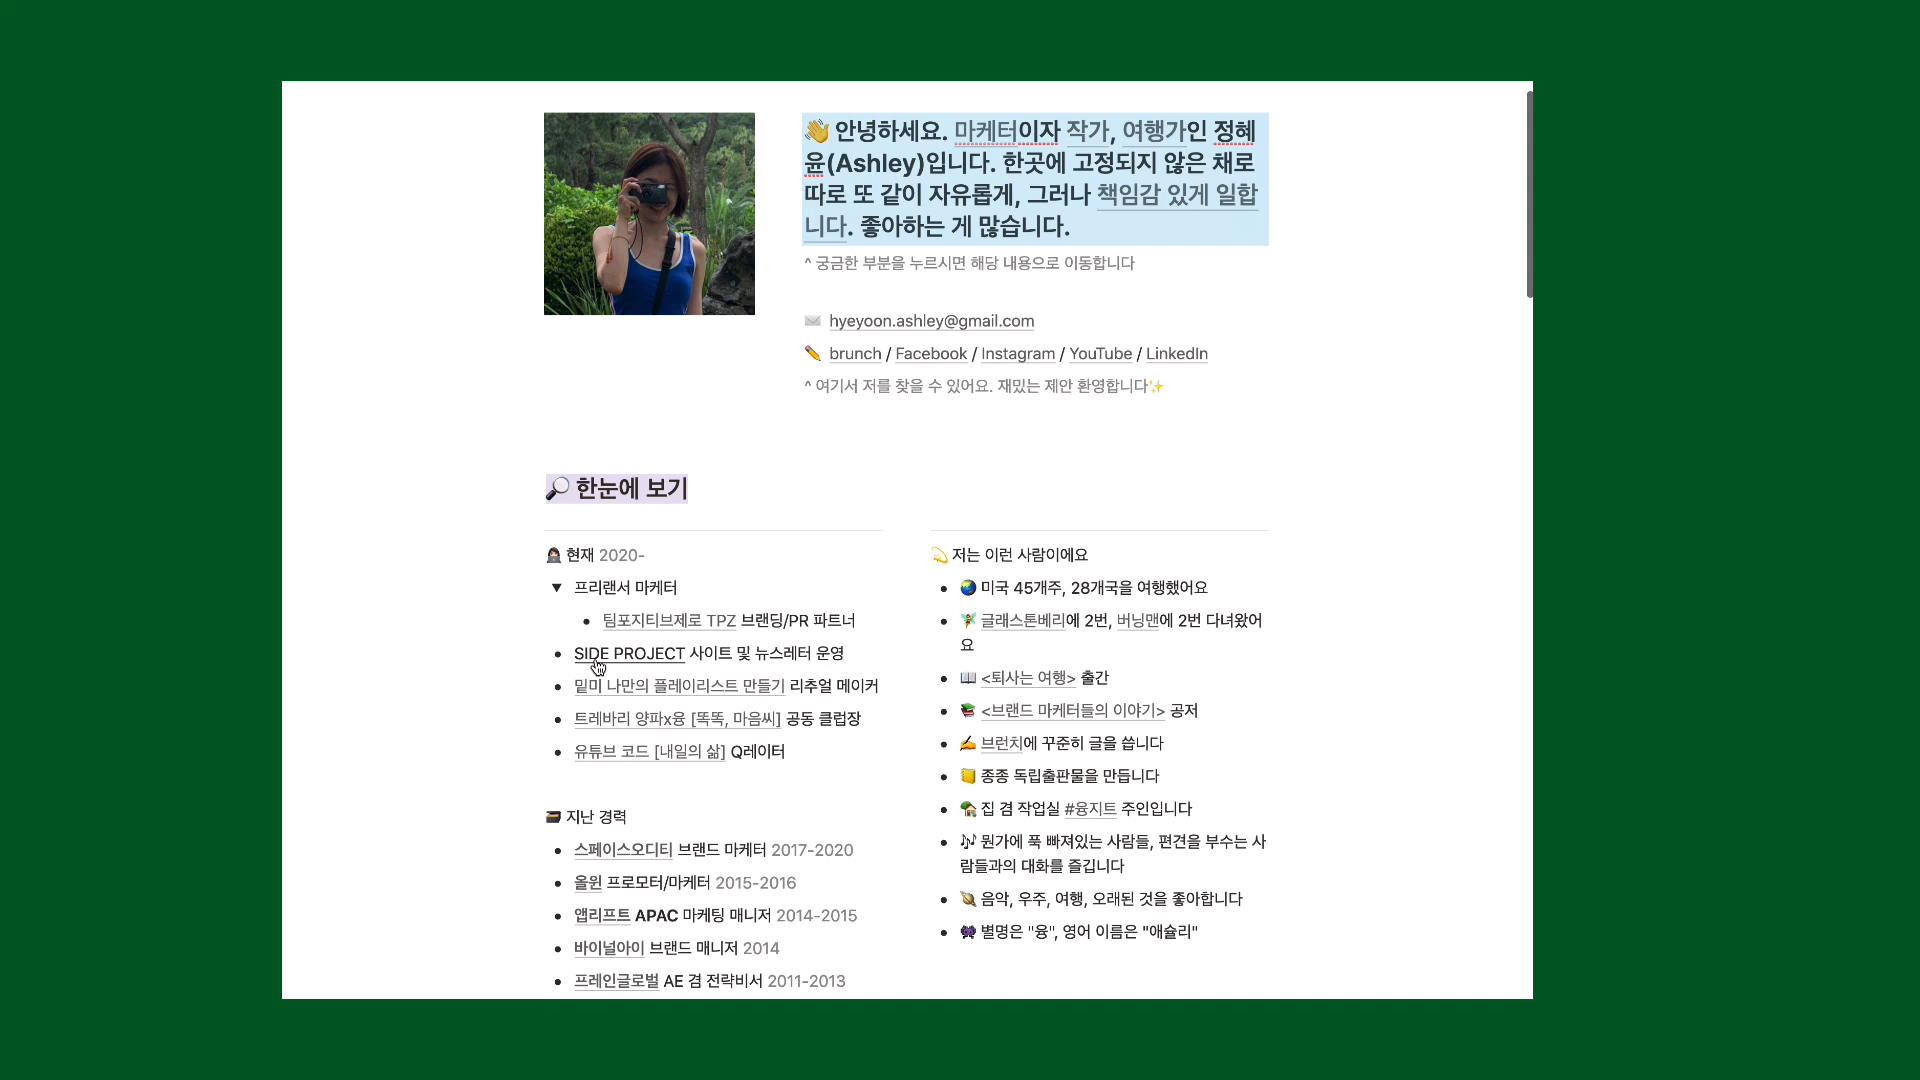 👋 안녕하세요. 마케터이자 작가, 여행가인 정혜
윤(Ashley)입니다. 한곳에 고정되지 않은 채로
따로 또 같이 자유롭게, 그러나 책임감 있게 일합
니다. 좋아하는 게 많습니다.
^ 궁금한 부분을 누르시면 해당 내용으로 이동합니다
✉️ hyeyoon.ashley@gmail.com
✏️ brunch / Facebook / Instagram / YouTube / LinkedIn
^ 여기서 저를 찾을 수 있어요. 재밌는 제안 환영합니다✨
🔎 한눈에 보기
👩🏻‍💻 현재 2020-
▼ 프리랜서 마케터
• 팀포지티브제로 TPZ 브랜딩/PR 파트너
• SIDE PROJECT 사이트 및 뉴스레터 운영
• 밑미 나만의 플레이리스트 만들기 리추얼 메이커
• 트레바리 양파x융 [똑똑, 마음씨] 공동 클럽장
• 유튜브 코드 [내일의 삶] Q레이터
지난 경력
• 스페이스오디티 브랜드 마케터 2017-2020
• 올윈 프로모터/마케터 2015-2016
• 앱리프트 APAC 마케팅 매니저 2014-2015
• 바이널아이 브랜드 매니저 2014
• 프레인글로벌 AE 겸 전략비서 2011-2013
💫 저는 이런 사람이에요
• 🌏 미국 45개주, 28개국을 여행했어요
• 🧚 글래스톤베리에 2번, 버닝맨에 2번 다녀왔어
요
• 📖 <퇴사는 여행> 출간
• 📚 <브랜드 마케터들의 이야기> 공저
• ✍️ 브런치에 꾸준히 글을 씁니다
• 📒 종종 독립출판물을 만듭니다
• 🏡 집 겸 작업실 #융지트 주인입니다
• 🎶 뭔가에 푹 빠져있는 사람들, 편견을 부수는 사
람들과의 대화를 즐깁니다
• 🪐 음악, 우주, 여행, 오래된 것을 좋아합니다
• 👾 별명은 "융", 영어 이름은 "애슐리"